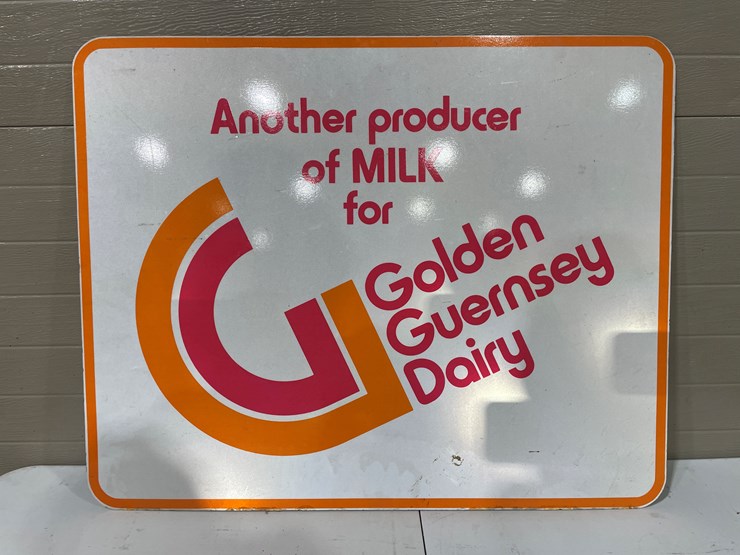 Another producer
of MILK
for
Golden
Guernsey
Dairy